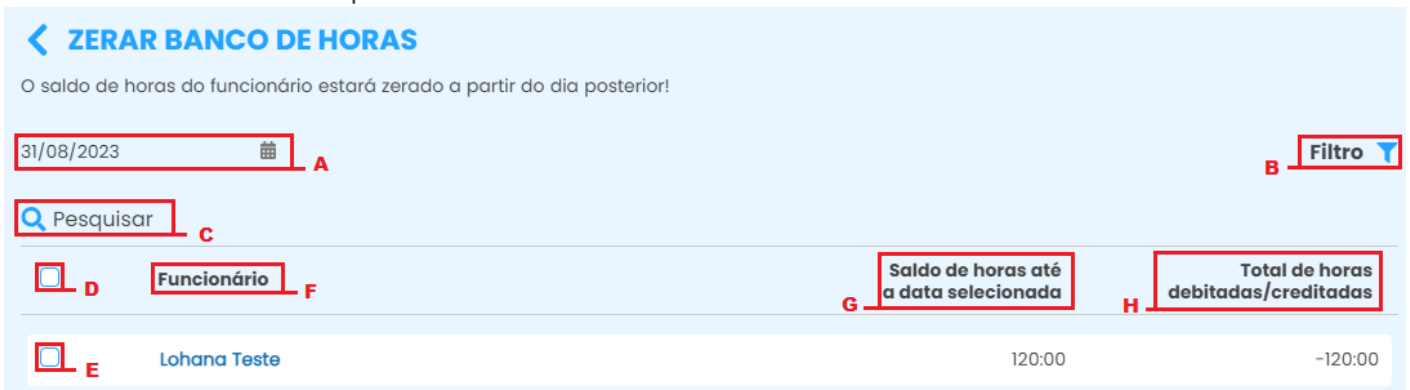 ZERAR BANCO DE HORAS
O saldo de horas do funcionário estará zerado a partir do dia posterior!
31/08/2023
A
Filtro
B
Pesquisar
C
D
Funcionário
F
Saldo de horas até
a data selecionada
G
Total de horas
debitadas/creditadas
H
E
Lohana Teste
120:00
-120:00